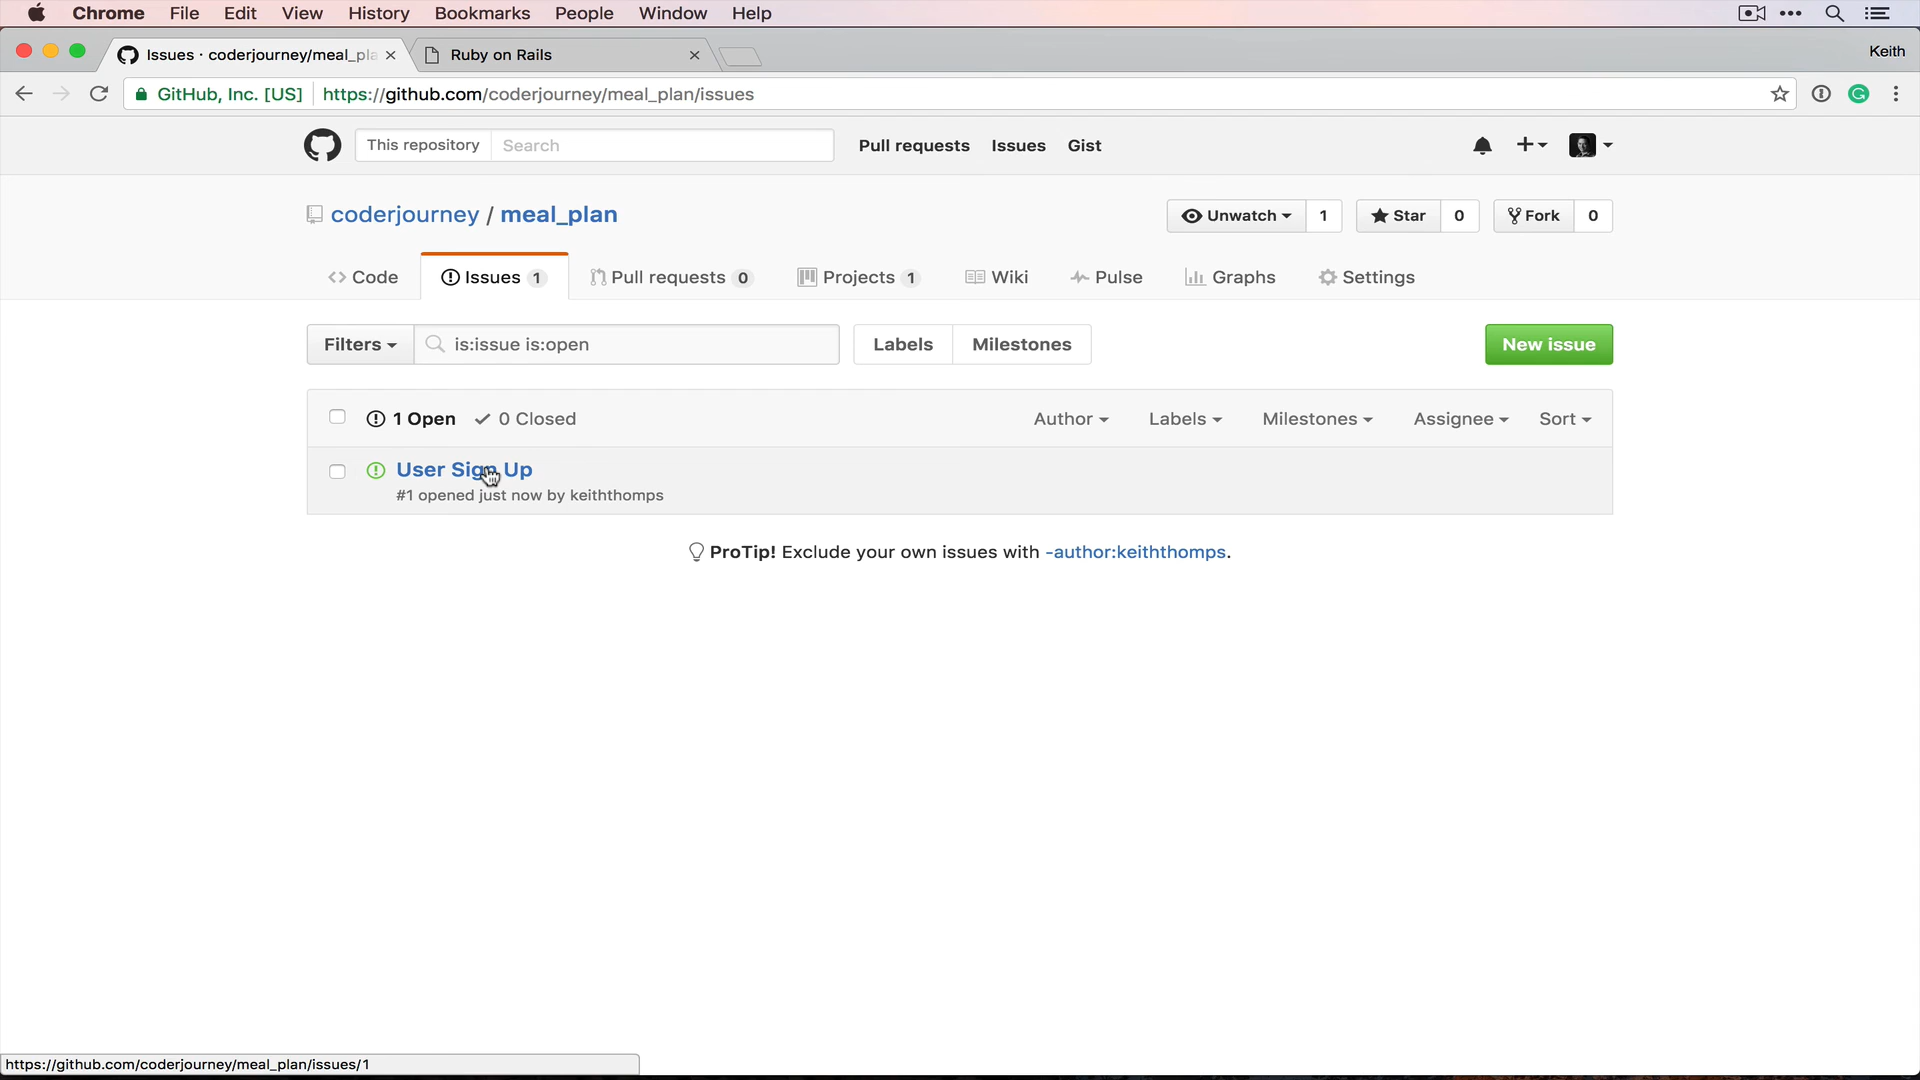 Chrome File Edit View History Bookmarks People Window Help
Issues · coderjourney/meal_pla
Ruby on Rails
Keith
GitHub, Inc. [US] https://github.com/coderjourney/meal_plan/issues
This repository Search Pull requests Issues Gist
coderjourney / meal_plan
Unwatch 1 Star 0 Fork 0
Code Issues 1 Pull requests 0 Projects 1 Wiki Pulse Graphs Settings
Filters is:issue is:open Labels Milestones New issue
1 Open 0 Closed Author Labels Milestones Assignee Sort
User Sign Up
#1 opened just now by keiththomps
ProTip! Exclude your own issues with -author:keiththomps.
https://github.com/coderjourney/meal_plan/issues/1